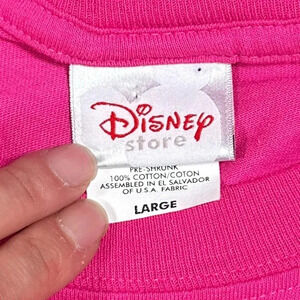 Disney
store
PRE-SHRUNK
100% COTTON/COTON
ASSEMBLED IN EL SALVADOR
OF U.S.A. FABRIC
LARGE